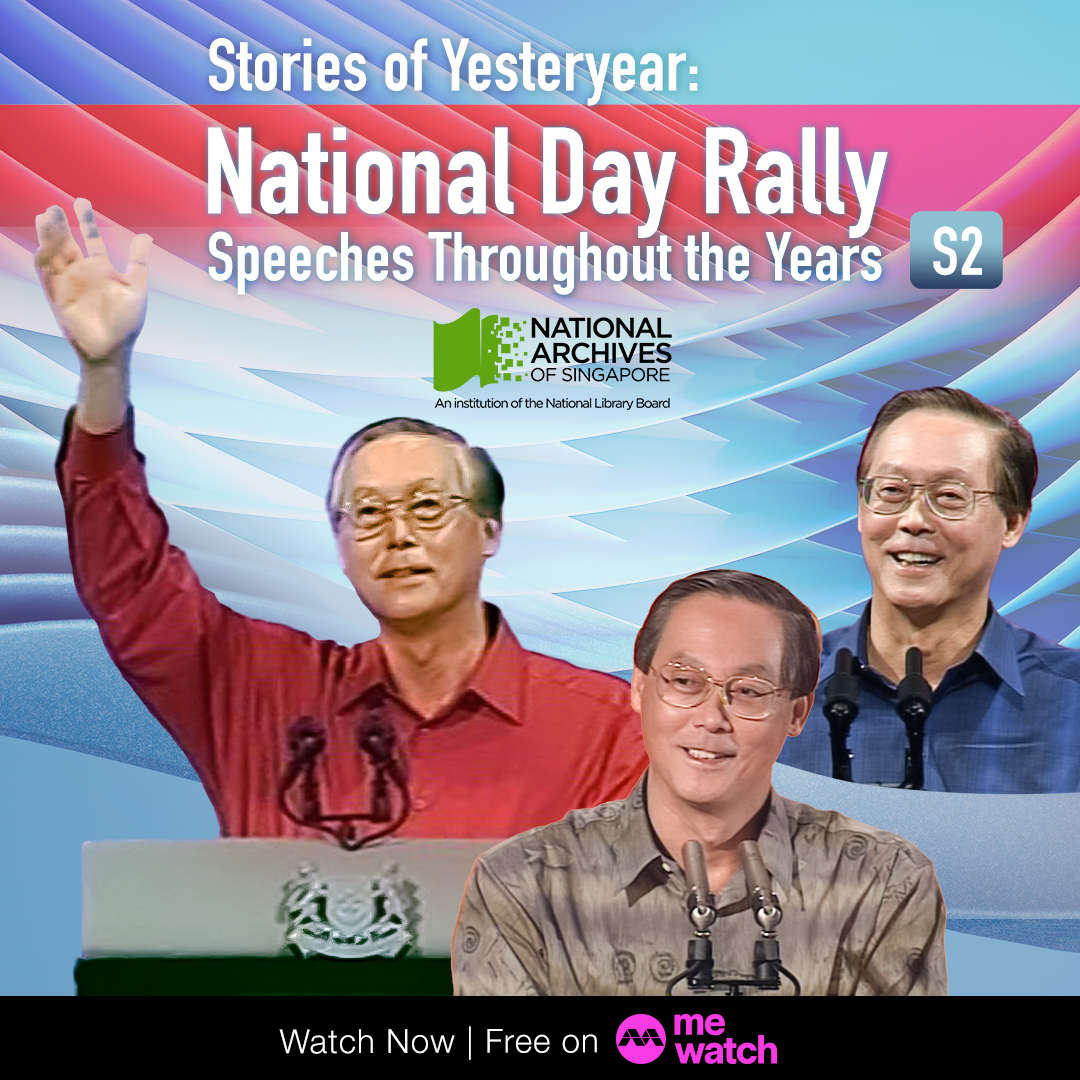 Stories of Yesteryear:
National Day Rally
Speeches Throughout the Years
S2
NATIONAL
ARCHIVES
OF SINGAPORE
An institution of the National Library Board
Watch Now | Free on
me
watch